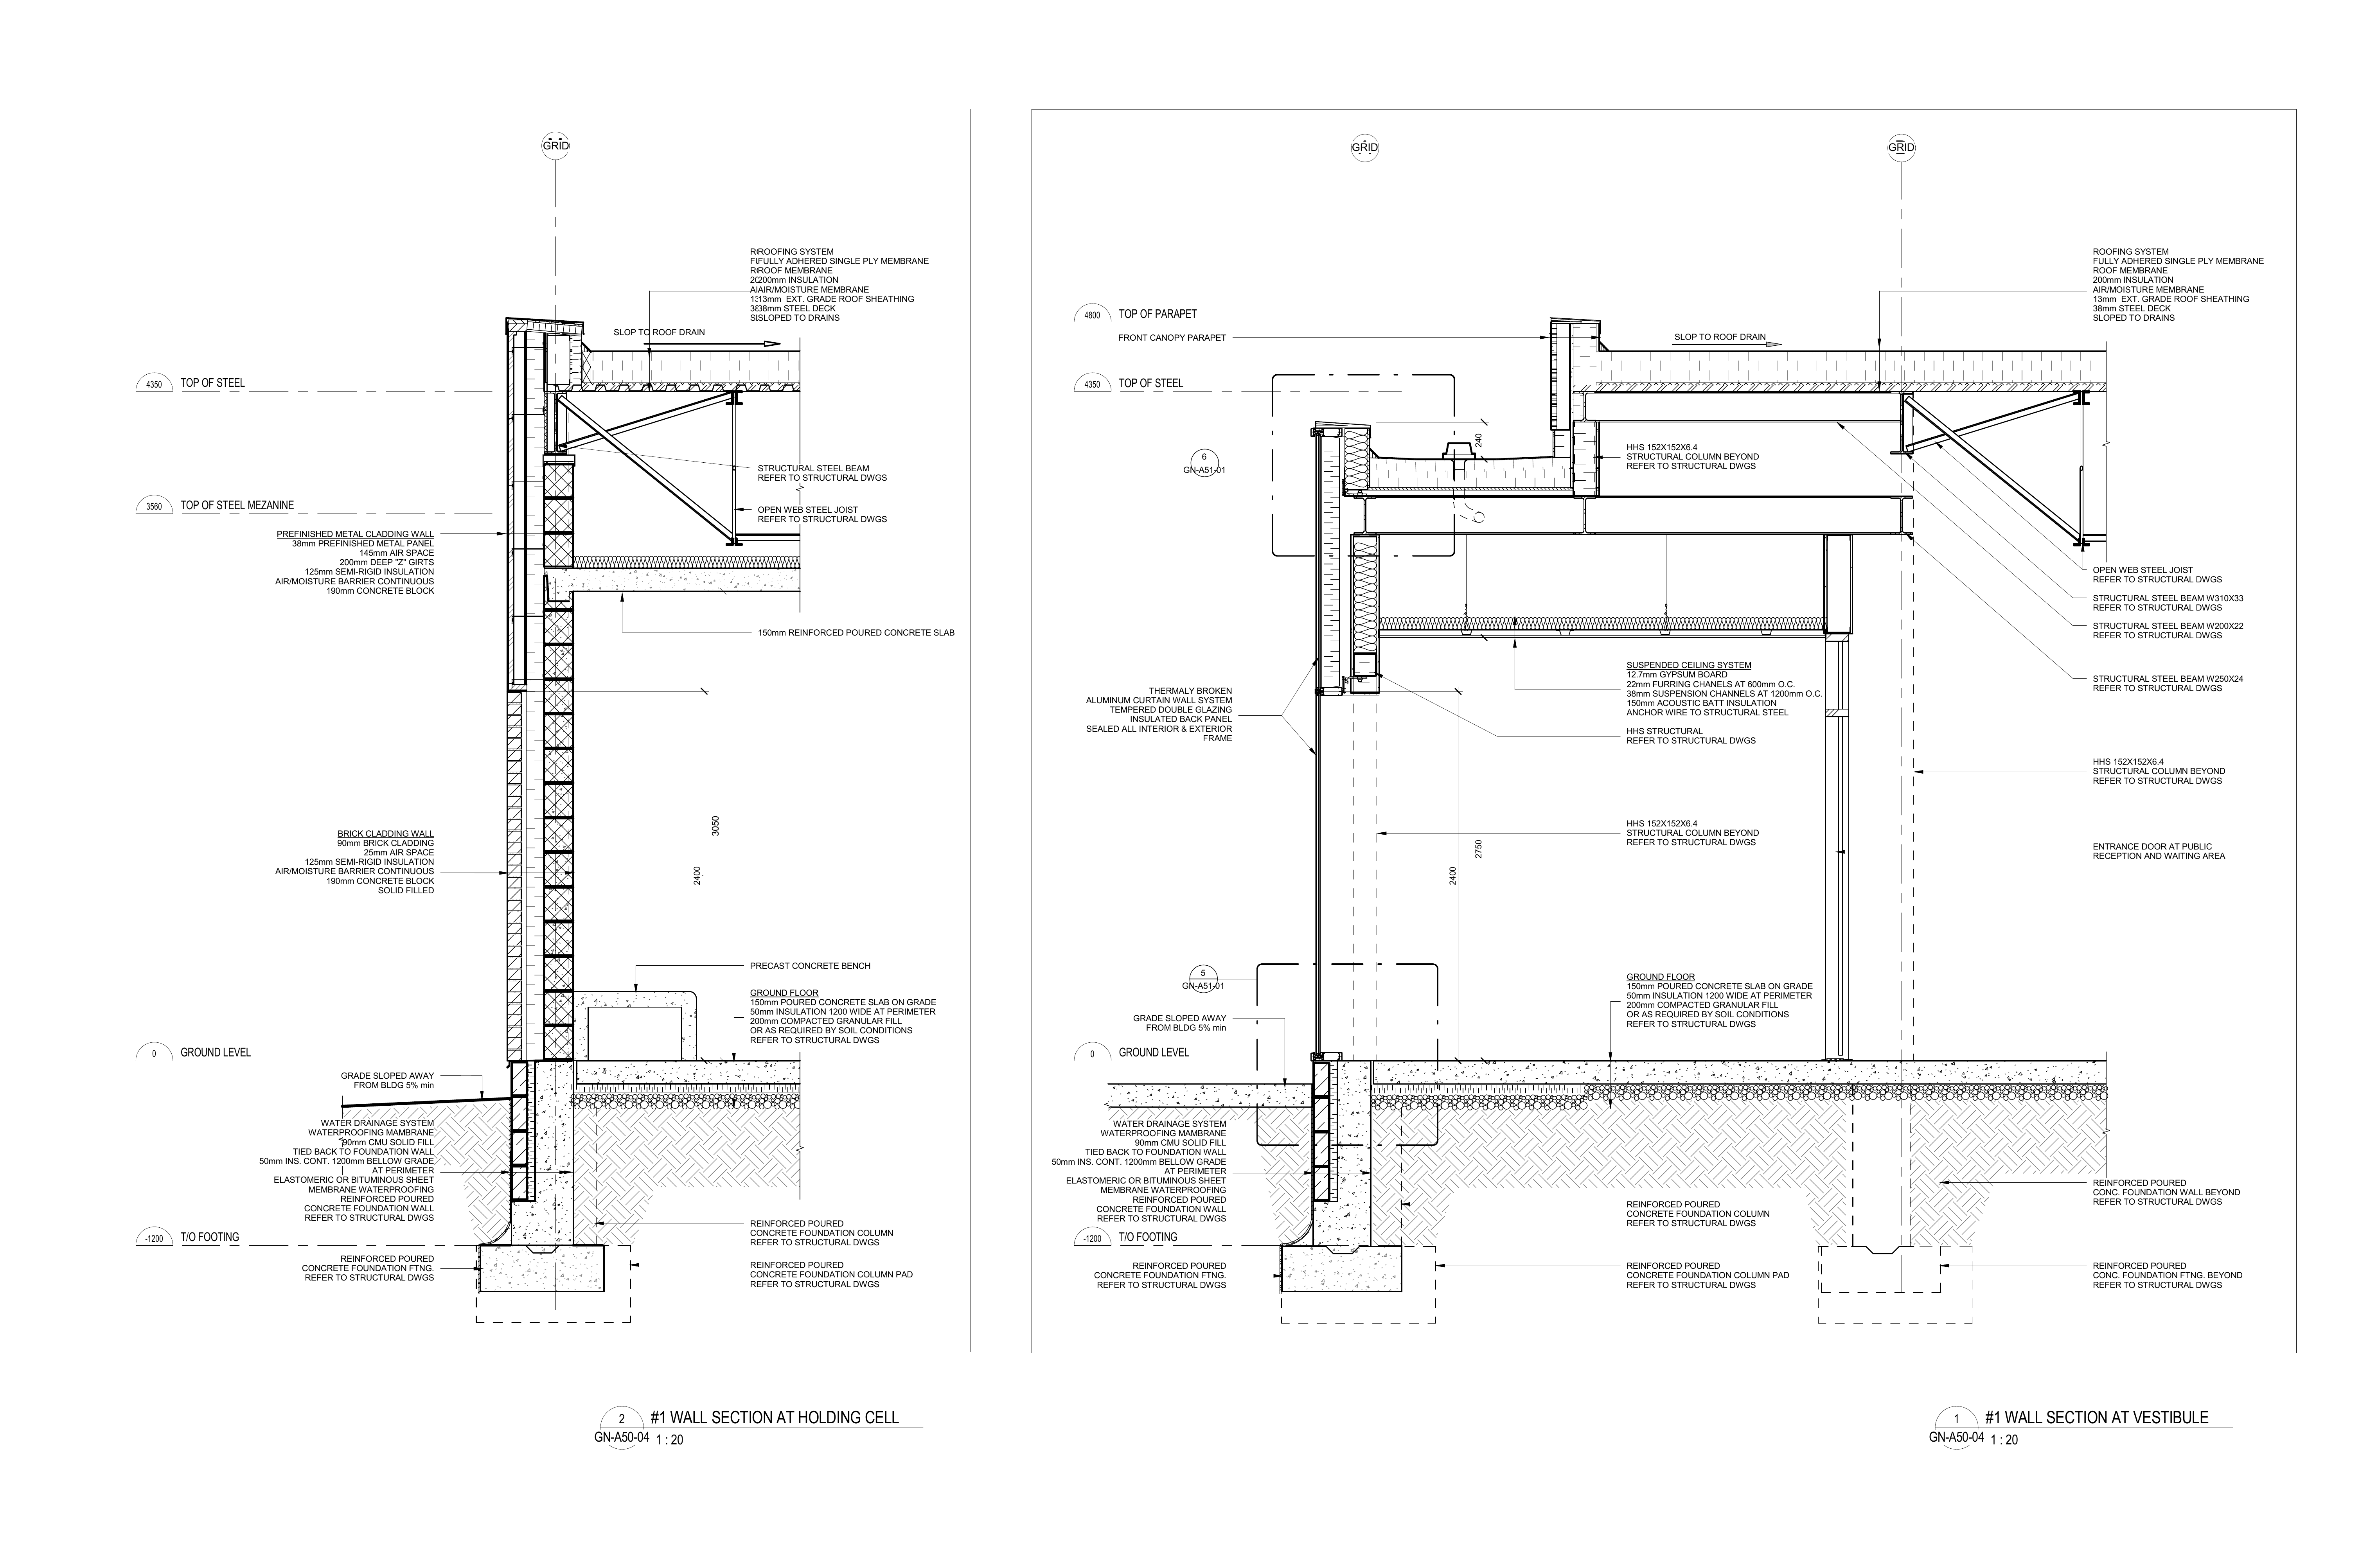 GRID
ROOFING SYSTEM
FULLY ADHERED SINGLE PLY MEMBRANE
ROOF MEMBRANE
200mm INSULATION
AIR/MOISTURE MEMBRANE
13mm EXT. GRADE ROOF SHEATHING
38mm STEEL DECK
SLOPED TO DRAINS
SLOP TO ROOF DRAIN
4350 TOP OF STEEL
STRUCTURAL STEEL BEAM
REFER TO STRUCTURAL DWGS
3560 TOP OF STEEL MEZANINE
OPEN WEB STEEL JOIST
REFER TO STRUCTURAL DWGS
PREFINISHED METAL CLADDING WALL
38mm PREFINISHED METAL PANEL
145mm AIR SPACE
200mm DEEP "Z" GIRTS
125mm SEMI-RIGID INSULATION
AIR/MOISTURE BARRIER CONTINUOUS
190mm CONCRETE BLOCK
150mm REINFORCED POURED CONCRETE SLAB
3050
2400
BRICK CLADDING WALL
90mm BRICK CLADDING
25mm AIR SPACE
125mm SEMI-RIGID INSULATION
AIR/MOISTURE BARRIER CONTINUOUS
190mm CONCRETE BLOCK
SOLID FILLED
PRECAST CONCRETE BENCH
GROUND FLOOR
150mm POURED CONCRETE SLAB ON GRADE
50mm INSULATION 1200 WIDE AT PERIMETER
200mm COMPACTED GRANULAR FILL
OR AS REQUIRED BY SOIL CONDITIONS
REFER TO STRUCTURAL DWGS
0 GROUND LEVEL
GRADE SLOPED AWAY
FROM BLDG 5% min
WATER DRAINAGE SYSTEM
WATERPROOFING MAMBRANE
90mm CMU SOLID FILL
TIED BACK TO FOUNDATION WALL
50mm INS. CONT. 1200mm BELLOW GRADE
AT PERIMETER
ELASTOMERIC OR BITUMINOUS SHEET
MEMBRANE WATERPROOFING
REINFORCED POURED
CONCRETE FOUNDATION WALL
REFER TO STRUCTURAL DWGS
-1200 T/O FOOTING
REINFORCED POURED
CONCRETE FOUNDATION FTNG.
REFER TO STRUCTURAL DWGS
REINFORCED POURED
CONCRETE FOUNDATION COLUMN
REFER TO STRUCTURAL DWGS
REINFORCED POURED
CONCRETE FOUNDATION COLUMN PAD
REFER TO STRUCTURAL DWGS
2 #1 WALL SECTION AT HOLDING CELL
GN-A50-04 1 : 20
GRID
GRID
ROOFING SYSTEM
FULLY ADHERED SINGLE PLY MEMBRANE
ROOF MEMBRANE
200mm INSULATION
AIR/MOISTURE MEMBRANE
13mm EXT. GRADE ROOF SHEATHING
38mm STEEL DECK
SLOPED TO DRAINS
4800 TOP OF PARAPET
FRONT CANOPY PARAPET
SLOP TO ROOF DRAIN
4350 TOP OF STEEL
6
GN-A51-01
240
HHS 152X152X6.4
STRUCTURAL COLUMN BEYOND
REFER TO STRUCTURAL DWGS
OPEN WEB STEEL JOIST
REFER TO STRUCTURAL DWGS
STRUCTURAL STEEL BEAM W310X33
REFER TO STRUCTURAL DWGS
STRUCTURAL STEEL BEAM W200X22
REFER TO STRUCTURAL DWGS
STRUCTURAL STEEL BEAM W250X24
REFER TO STRUCTURAL DWGS
SUSPENDED CEILING SYSTEM
12.7mm GYPSUM BOARD
22mm FURRING CHANELS AT 600mm O.C.
38mm SUSPENSION CHANNELS AT 1200mm O.C.
150mm ACOUSTIC BATT INSULATION
ANCHOR WIRE TO STRUCTURAL STEEL
THERMALY BROKEN
ALUMINUM CURTAIN WALL SYSTEM
TEMPERED DOUBLE GLAZING
INSULATED BACK PANEL
SEALED ALL INTERIOR & EXTERIOR
FRAME
HHS STRUCTURAL
REFER TO STRUCTURAL DWGS
HHS 152X152X6.4
STRUCTURAL COLUMN BEYOND
REFER TO STRUCTURAL DWGS
HHS 152X152X6.4
STRUCTURAL COLUMN BEYOND
REFER TO STRUCTURAL DWGS
2750
2400
ENTRANCE DOOR AT PUBLIC
RECEPTION AND WAITING AREA
5
GN-A51-01
GROUND FLOOR
150mm POURED CONCRETE SLAB ON GRADE
50mm INSULATION 1200 WIDE AT PERIMETER
200mm COMPACTED GRANULAR FILL
OR AS REQUIRED BY SOIL CONDITIONS
REFER TO STRUCTURAL DWGS
GRADE SLOPED AWAY
FROM BLDG 5% min
0 GROUND LEVEL
WATER DRAINAGE SYSTEM
WATERPROOFING MAMBRANE
90mm CMU SOLID FILL
TIED BACK TO FOUNDATION WALL
50mm INS. CONT. 1200mm BELLOW GRADE
AT PERIMETER
ELASTOMERIC OR BITUMINOUS SHEET
MEMBRANE WATERPROOFING
REINFORCED POURED
CONCRETE FOUNDATION WALL
REFER TO STRUCTURAL DWGS
-1200 T/O FOOTING
REINFORCED POURED
CONCRETE FOUNDATION FTNG.
REFER TO STRUCTURAL DWGS
REINFORCED POURED
CONCRETE FOUNDATION COLUMN
REFER TO STRUCTURAL DWGS
REINFORCED POURED
CONCRETE FOUNDATION COLUMN PAD
REFER TO STRUCTURAL DWGS
REINFORCED POURED
CONC. FOUNDATION WALL BEYOND
REFER TO STRUCTURAL DWGS
REINFORCED POURED
CONC. FOUNDATION FTNG. BEYOND
REFER TO STRUCTURAL DWGS
1 #1 WALL SECTION AT VESTIBULE
GN-A50-04 1 : 20